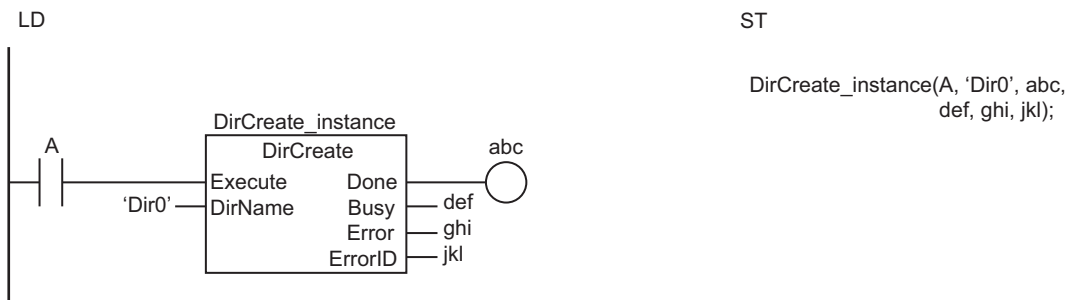 LD
ST
DirCreate_instance(A, ‘Dir0’, abc,
def, ghi, jkl);
DirCreate_instance
A
DirCreate
abc
Execute Done
‘Dir0’ DirName Busy def
Error ghi
ErrorID jkl